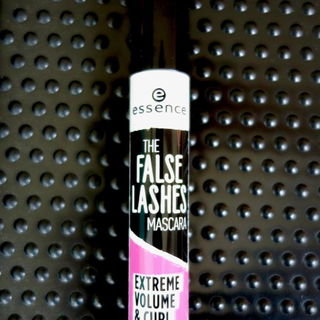 essence
THE
FALSE
LASHES
MASCARA
EXTREME
VOLUME
& CURL